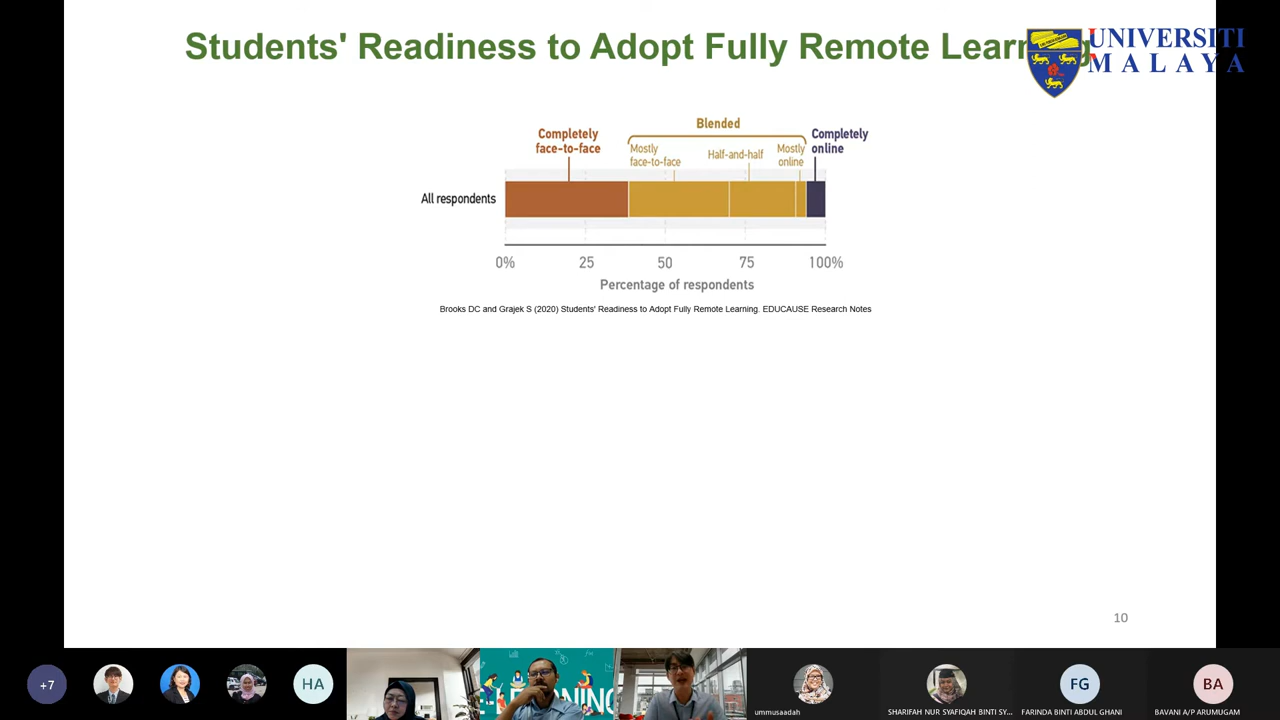 Students' Readiness to Adopt Fully Remote Learning
UNIVERSITI
MALAYA
Blended
Completely
face-to-face
Completely
online
Mostly
face-to-face
Half-and-half
Mostly
online
All respondents
0% 25 50 75 100%
Percentage of respondents
Brooks DC and Grajek S (2020) Students' Readiness to Adopt Fully Remote Learning. EDUCAUSE Research Notes
10
+7
HA
LEARNING
FG
BA
ummusaadah
SHARIFAH NUR SYAFIQAH BINTI SY...
FARINDA BINTI ABDUL GHANI
BAVANI A/P ARUMUGAM